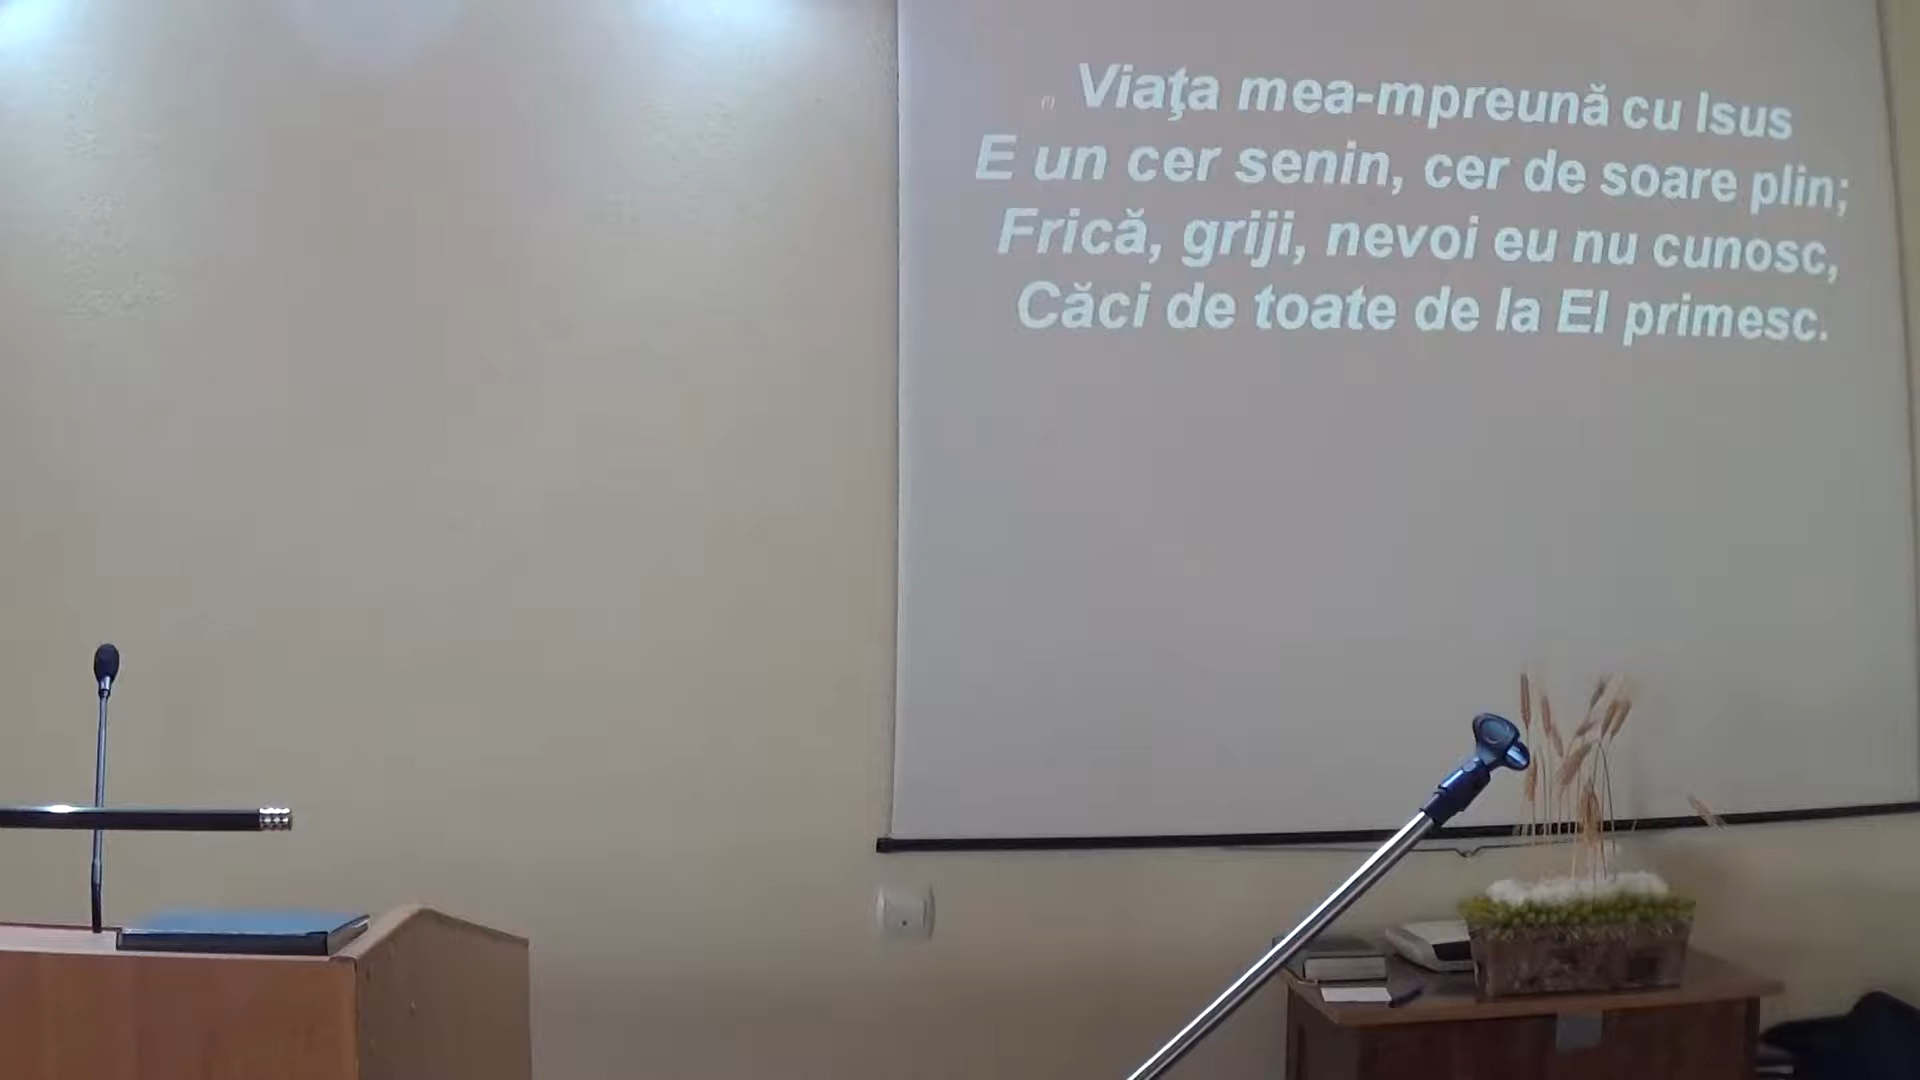 Viaţa mea-mpreună cu Isus
E un cer senin, cer de soare plin;
Frică, griji, nevoi eu nu cunosc,
Căci de toate de la El primesc.